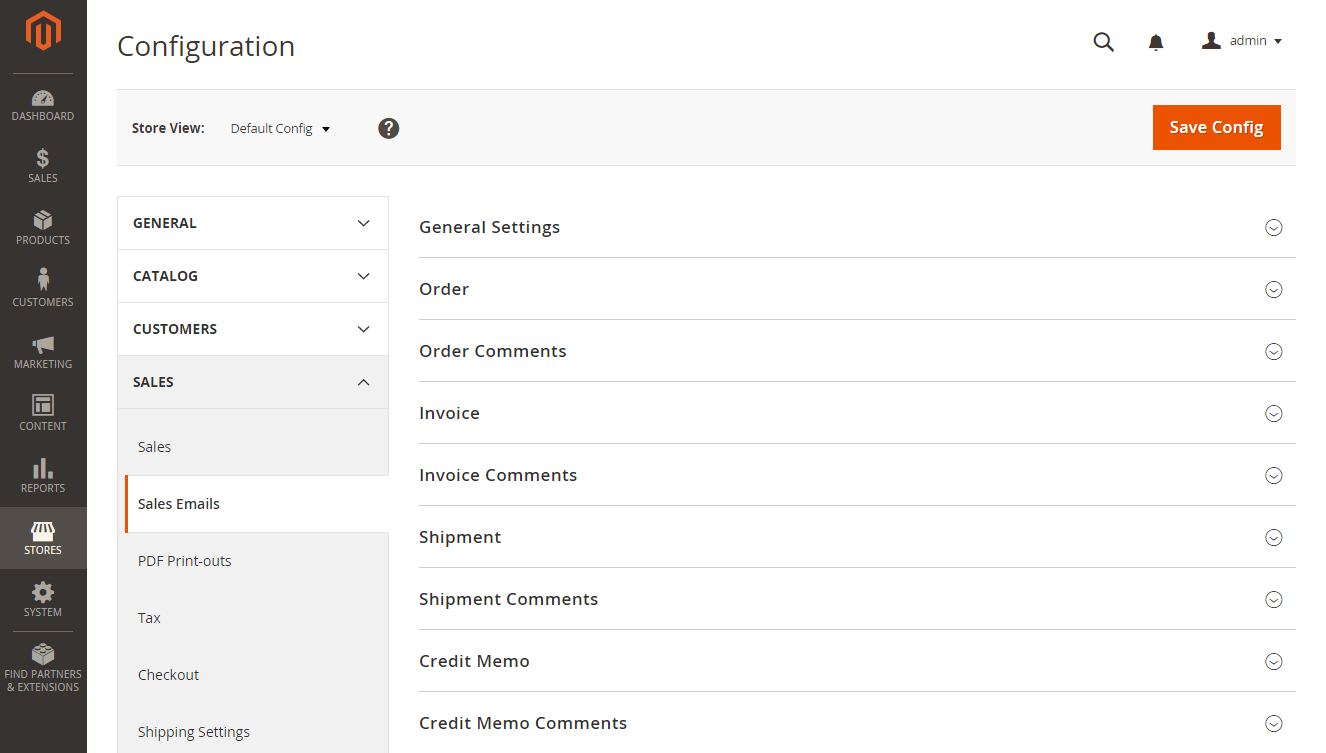 Configuration
admin
DASHBOARD
SALES
PRODUCTS
CUSTOMERS
MARKETING
CONTENT
REPORTS
STORES
SYSTEM
FIND PARTNERS
& EXTENSIONS
Store View: Default Config ?
Save Config
GENERAL
CATALOG
CUSTOMERS
SALES
Sales
Sales Emails
PDF Print-outs
Tax
Checkout
Shipping Settings
General Settings
Order
Order Comments
Invoice
Invoice Comments
Shipment
Shipment Comments
Credit Memo
Credit Memo Comments